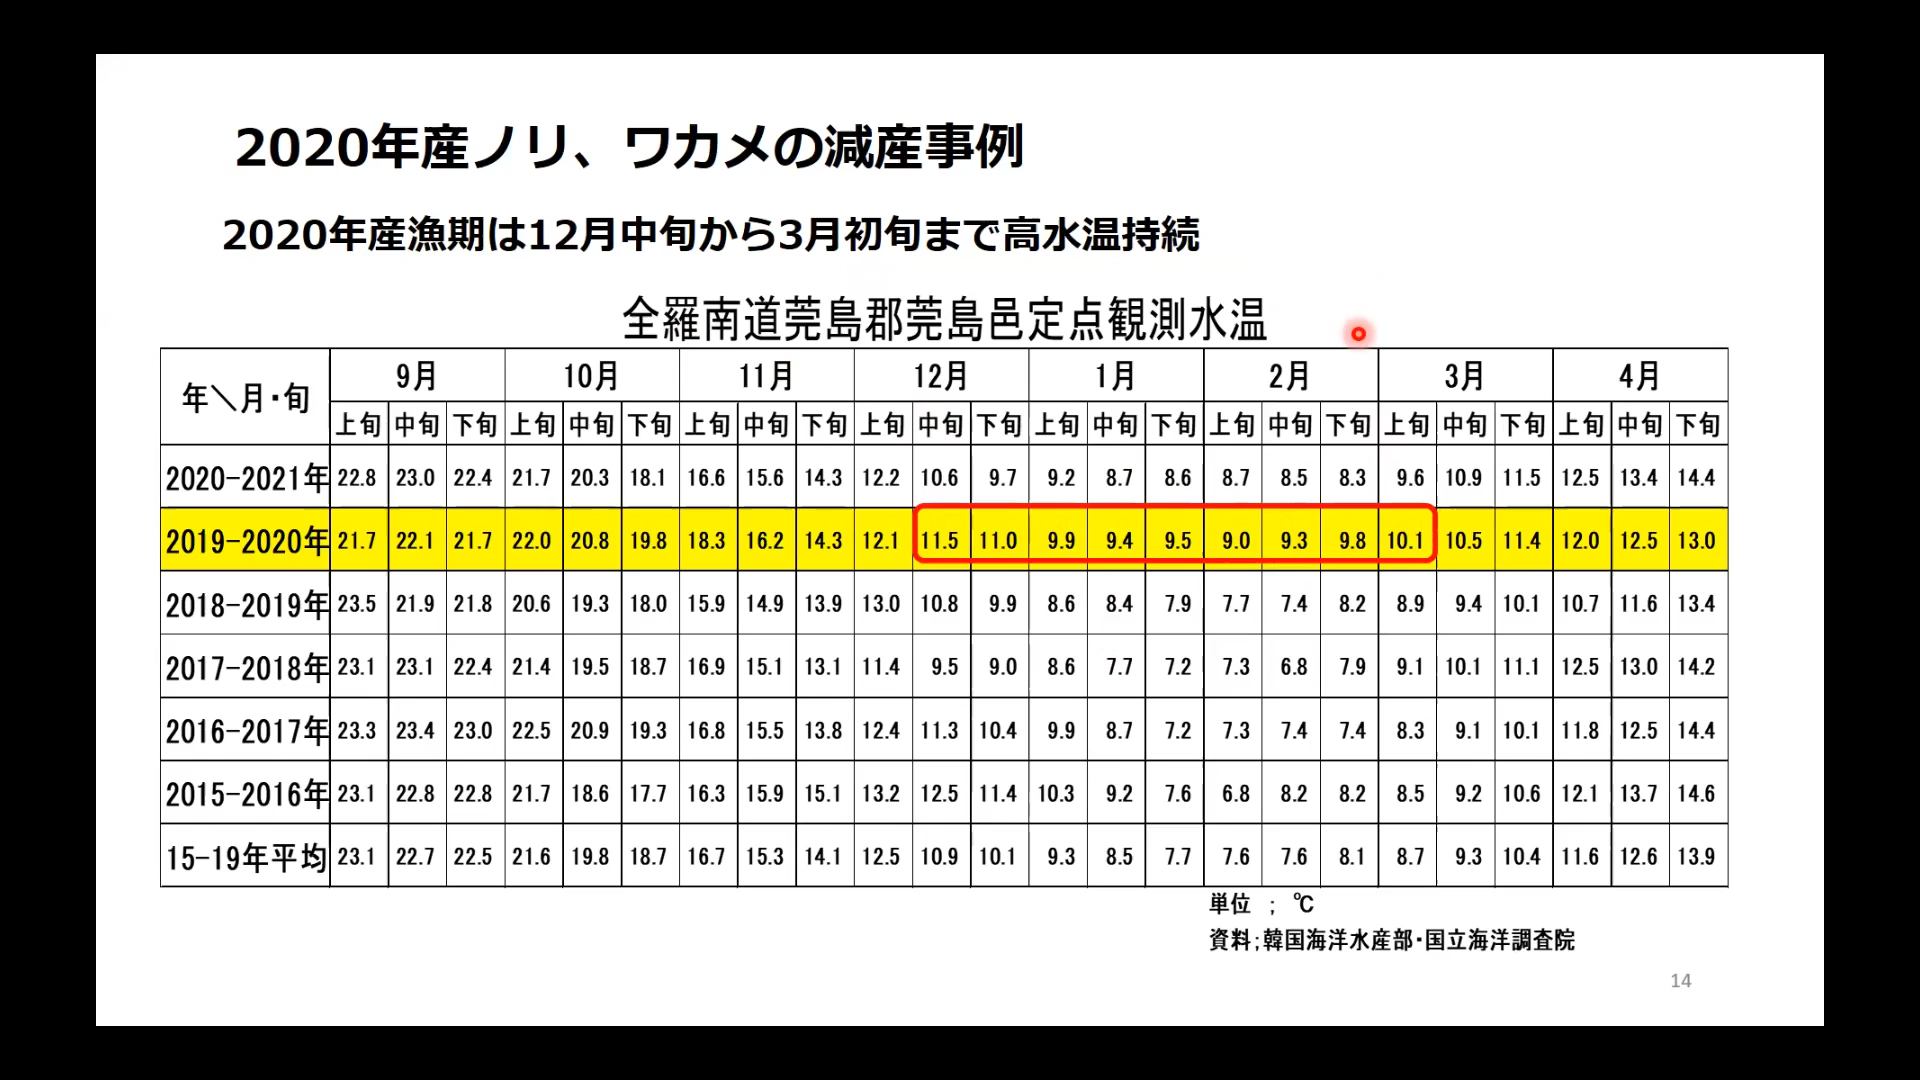 2020年産ノリ、ワカメの減産事例
2020年産漁期は12月中旬から3月初旬まで高水温持続
全羅南道莞島郡莞島邑定点観測水温
年＼月・旬 9月 10月 11月 12月 1月 2月 3月 4月
上旬 中旬 下旬 上旬 中旬 下旬 上旬 中旬 下旬 上旬 中旬 下旬 上旬 中旬 下旬 上旬 中旬 下旬 上旬 中旬 下旬 上旬 中旬 下旬
2020-2021年 22.8 23.0 22.4 21.7 20.3 18.1 16.6 15.6 14.3 12.2 10.6 9.7 9.2 8.7 8.6 8.7 8.5 8.3 9.6 10.9 11.5 12.5 13.4 14.4
2019-2020年 21.7 22.1 21.7 22.0 20.8 19.8 18.3 16.2 14.3 12.1 11.5 11.0 9.9 9.4 9.5 9.0 9.3 9.8 10.1 10.5 11.4 12.0 12.5 13.0
2018-2019年 23.5 21.9 21.8 20.6 19.3 18.0 15.9 14.9 13.9 13.0 10.8 9.9 8.6 8.4 7.9 7.7 7.4 8.2 8.9 9.4 10.1 10.7 11.6 13.4
2017-2018年 23.1 23.1 22.4 21.4 19.5 18.7 16.9 15.1 13.1 11.4 9.5 9.0 8.6 7.7 7.2 7.3 6.8 7.9 9.1 10.1 11.1 12.5 13.0 14.2
2016-2017年 23.3 23.4 23.0 22.5 20.9 19.3 16.8 15.5 13.8 12.4 11.3 10.4 9.9 8.7 7.2 7.3 7.4 7.4 8.3 9.1 10.1 11.8 12.5 14.4
2015-2016年 23.1 22.8 22.8 21.7 18.6 17.7 16.3 15.9 15.1 13.2 12.5 11.4 10.3 9.2 7.6 6.8 8.2 8.2 8.5 9.2 10.6 12.1 13.7 14.6
15-19年平均 23.1 22.7 22.5 21.6 19.8 18.7 16.7 15.3 14.1 12.5 10.9 10.1 9.3 8.5 7.7 7.6 7.6 8.1 8.7 9.3 10.4 11.6 12.6 13.9
単位 ； ℃
資料；韓国海洋水産部・国立海洋調査院
14